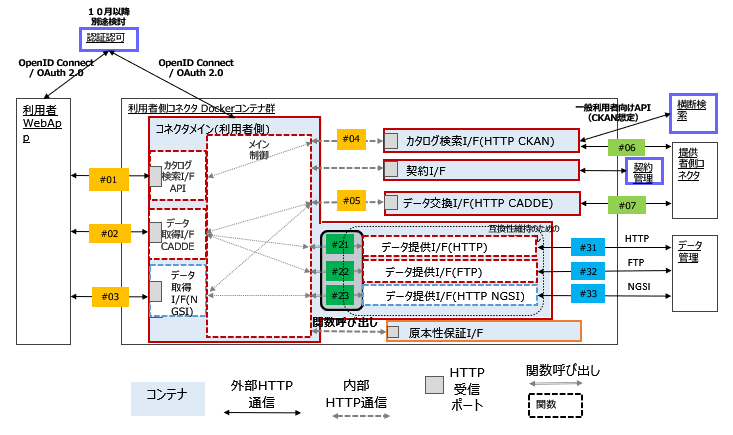 １０月以降
別途検討
認証認可
OpenID Connect
/ OAuth 2.0
OpenID Connect
/ OAuth 2.0
利用者
WebAp
p
利用者側コネクタ Dockerコンテナ群
コネクタメイン(利用者側)
メイン
制御
カタログ
検索I/F
API
データ
取得I/F
CADDE
データ
取得
I/F(N
GSI)
#01
#02
#03
#04
#05
カタログ検索I/F(HTTP CKAN)
契約I/F
データ交換I/F(HTTP CADDE)
互換性維持のための
#21
#22
#23
データ提供I/F(HTTP)
データ提供I/F(FTP)
データ提供I/F(HTTP NGSI)
関数呼び出し
原本性保証I/F
一般利用者向けAPI
（CKAN想定）
横断検
索
#06
契約
管理
#07
提供
者側コ
ネクタ
#31
#32
#33
HTTP
FTP
NGSI
データ
管理
コンテナ
外部HTTP
通信
内部
HTTP通信
HTTP
受信
ポート
関数呼び出し
関数